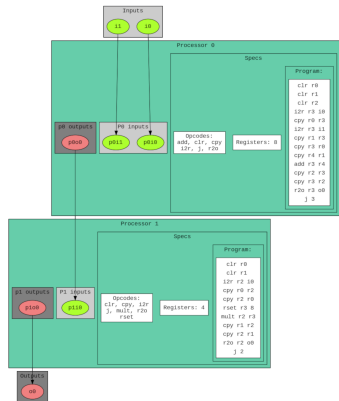 Inputs
i1 i0
Processor 0
Specs
Program:
clr r0
clr r1
clr r2
i2r r3 i0
cpy r0 r3
i2r r3 i1
cpy r1 r3
cpy r3 r0
cpy r4 r1
add r3 r4
cpy r2 r3
cpy r3 r2
r2o r3 o0
j 3
p0 outputs
p0o0
P0 inputs
p0i1 p0i0
Opcodes:
add, clr, cpy
i2r, j, r2o
Registers: 8
Processor 1
Specs
Program:
clr r0
clr r1
i2r r2 i0
cpy r0 r2
cpy r2 r0
rset r3 8
mult r2 r3
cpy r1 r2
cpy r2 r1
r2o r2 o0
j 2
p1 outputs
p1o0
P1 inputs
p1i0
Opcodes:
clr, cpy, i2r
j, mult, r2o
rset
Registers: 4
Outputs
o0